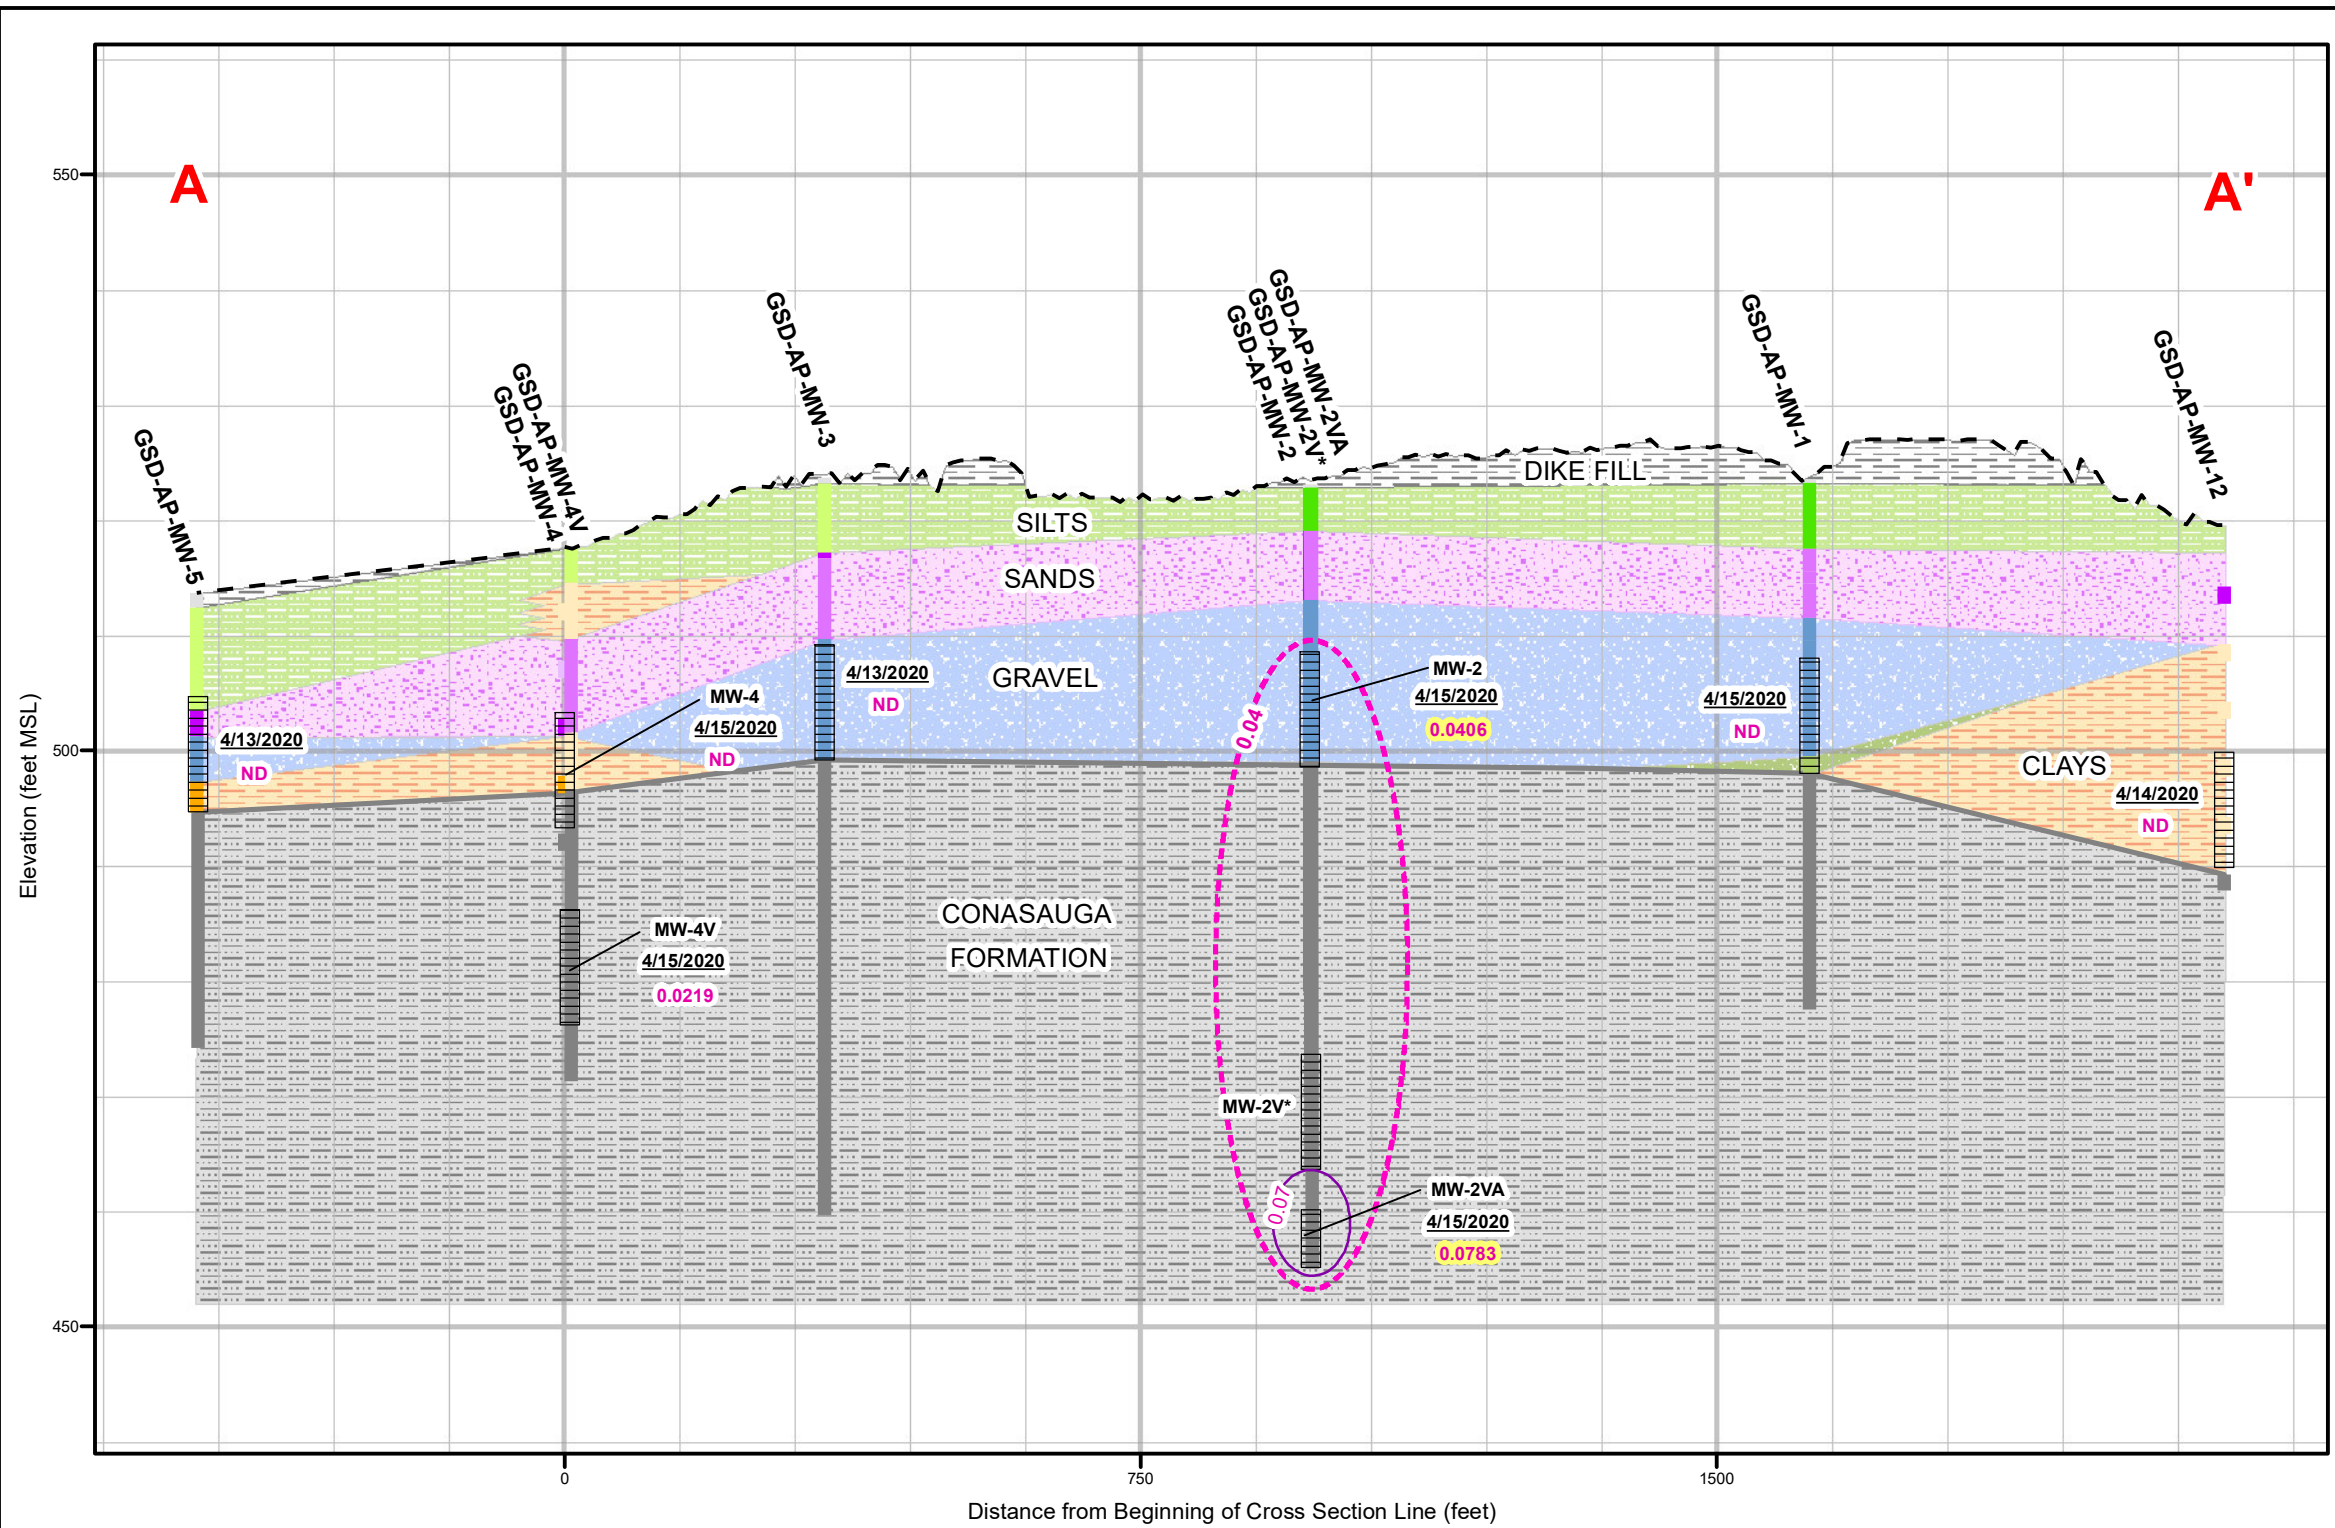 550
A
A'
GSD-AP-MW-5
GSD-AP-MW-4V
GSD-AP-MW-4
GSD-AP-MW-3
GSD-AP-MW-2VA
GSD-AP-MW-2V*
GSD-AP-MW-2
GSD-AP-MW-1
GSD-AP-MW-12
DIKE FILL
SILTS
SANDS
GRAVEL
MW-4
4/15/2020
ND
4/13/2020
ND
4/13/2020
ND
0.04
MW-2
4/15/2020
0.0406
4/15/2020
ND
500
CLAYS
4/14/2020
ND
Elevation (feet MSL)
CONASAUGA
FORMATION
MW-4V
4/15/2020
0.0219
MW-2V*
0.07
MW-2VA
4/15/2020
0.0783
450
0
750
1500
Distance from Beginning of Cross Section Line (feet)